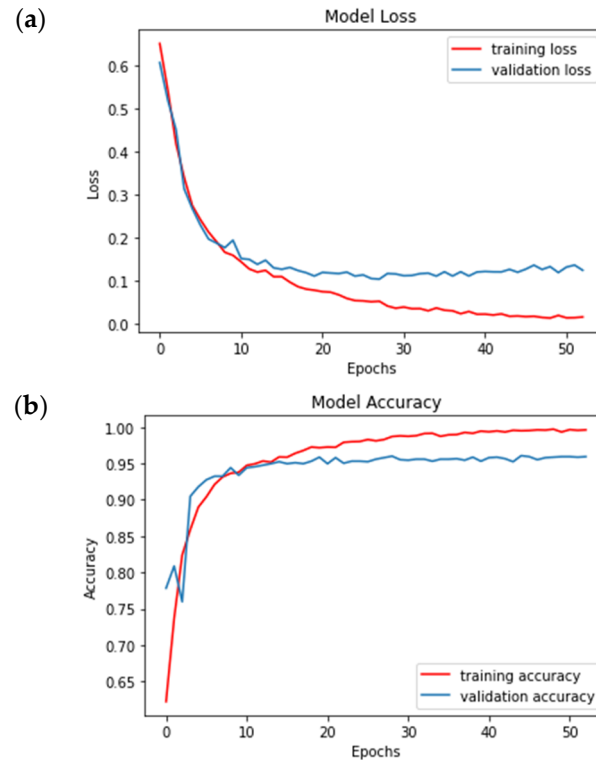 (a)
Model Loss
training loss
validation loss
Loss
0.6
0.5
0.4
0.3
0.2
0.1
0.0
0 10 20 30 40 50
Epochs
(b)
Model Accuracy
Accuracy
1.00
0.95
0.90
0.85
0.80
0.75
0.70
0.65
training accuracy
validation accuracy
0 10 20 30 40 50
Epochs